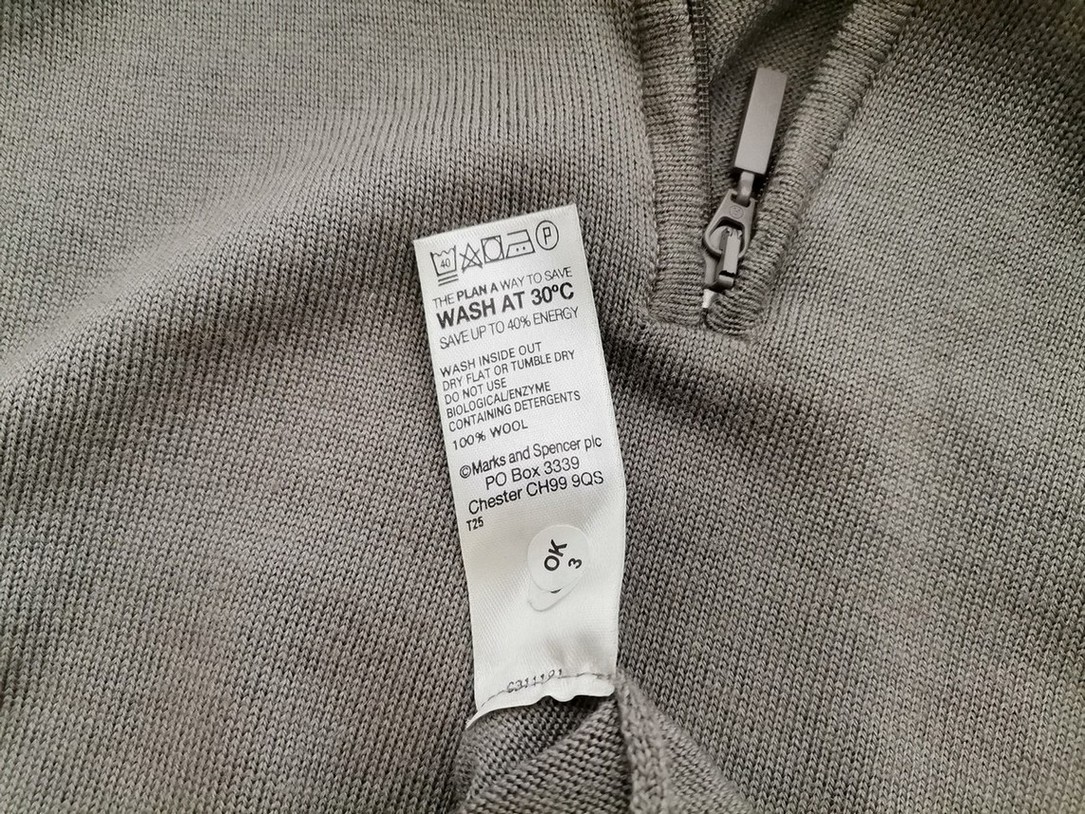 40 P
THE PLAN A WAY TO SAVE
WASH AT 30°C
SAVE UP TO 40% ENERGY
WASH INSIDE OUT
DRY FLAT OR TUMBLE DRY
DO NOT USE
BIOLOGICAL/ENZYME
CONTAINING DETERGENTS
100% WOOL
©Marks and Spencer plc
PO Box 3339
Chester CH99 9QS
T25
OK
3